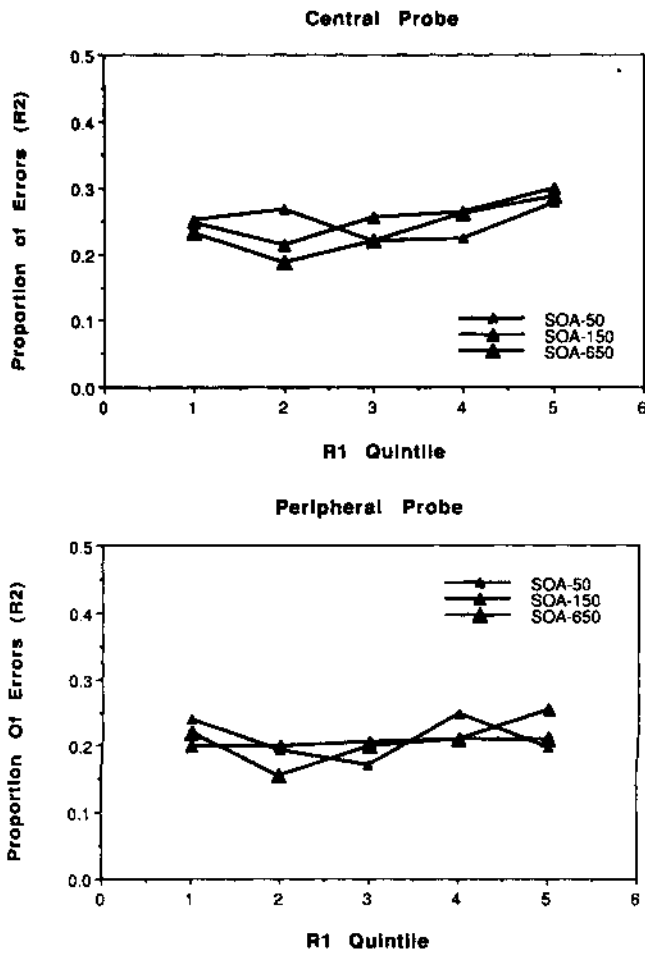 Central Probe
Proportion of Errors (R2)
0.5
0.4
0.3
0.2
0.1
0.0
0 1 2 3 4 5 6
SOA-50
SOA-150
SOA-650
R1 Quintile
Peripheral Probe
Proportion Of Errors (R2)
0.5
0.4
0.3
0.2
0.1
0.0
0 1 2 3 4 5 6
SOA-50
SOA-150
SOA-650
R1 Quintile